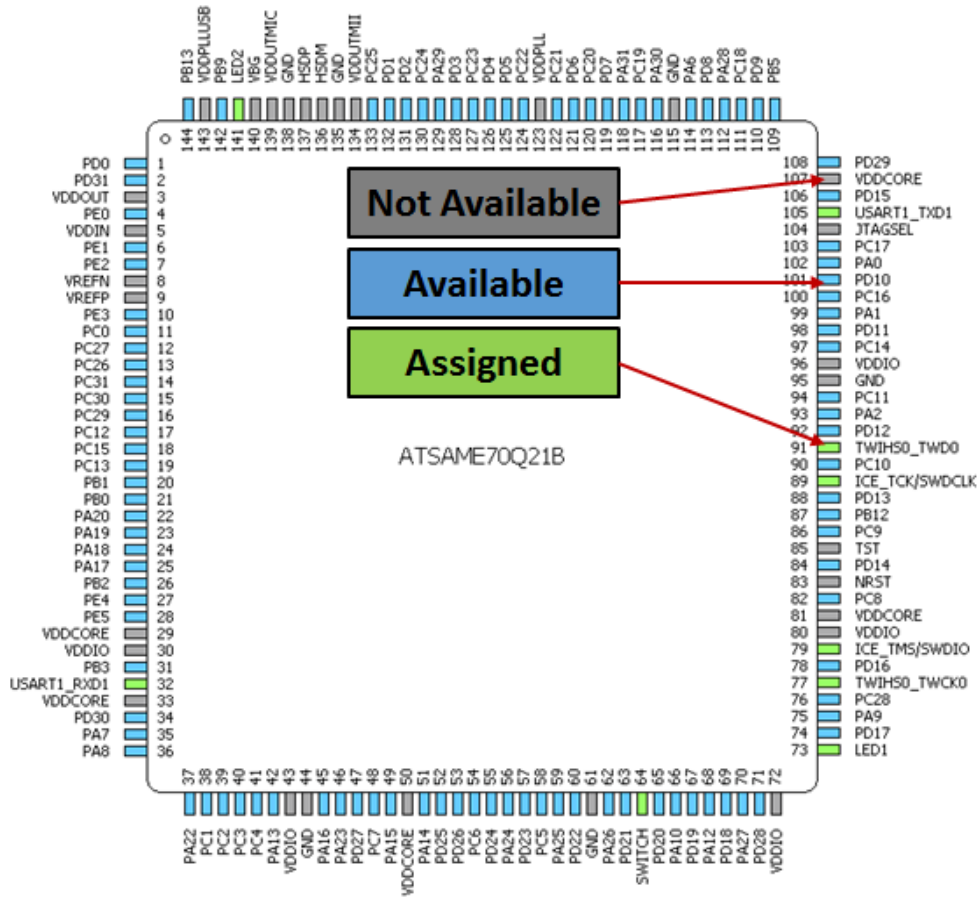 PB13
VDDPLLUSB
PB9
LED2
VBG
VDDUTMIC
GND
HSDP
HSDM
GND
VDDUTMII
PC25
PD1
PD2
PC24
PA29
PD3
PC23
PD4
PD5
PC22
VDDPLL
PC21
PD6
PC20
PD7
PA31
PC19
PA30
GND
PA6
PD8
PA28
PC18
PD9
PB5
144
143
142
141
140
139
138
137
136
135
134
133
132
131
130
129
128
127
126
125
124
123
122
121
120
119
118
117
116
115
114
113
112
111
110
109
PD0 1
PD31 2
VDDOUT 3
PE0 4
VDDIN 5
PE1 6
PE2 7
VREFN 8
VREFP 9
PE3 10
PC0 11
PC27 12
PC26 13
PC31 14
PC30 15
PC29 16
PC12 17
PC15 18
PC13 19
PB1 20
PB0 21
PA20 22
PA19 23
PA18 24
PA17 25
PB2 26
PE4 27
PE5 28
VDDCORE 29
VDDIO 30
PB3 31
USART1_RXD1 32
VDDCORE 33
PD30 34
PA7 35
PA8 36
Not Available
Available
Assigned
ATSAME70Q21B
108 PD29
107 VDDCORE
106 PD15
105 USART1_TXD1
104 JTAGSEL
103 PC17
102 PA0
101 PD10
100 PC16
99 PA1
98 PD11
97 PC14
96 VDDIO
95 GND
94 PC11
93 PA2
92 PD12
91 TWIHS0_TWD0
90 PC10
89 ICE_TCK/SWDCLK
88 PD13
87 PB12
86 PC9
85 TST
84 PD14
83 NRST
82 PC8
81 VDDCORE
80 VDDIO
79 ICE_TMS/SWDIO
78 PD16
77 TWIHS0_TWCK0
76 PC28
75 PA9
74 PD17
73 LED1
37
38
39
40
41
42
43
44
45
46
47
48
49
50
51
52
53
54
55
56
57
58
59
60
61
62
63
64
65
66
67
68
69
70
71
72
PA22
PC1
PC2
PC3
PC4
PA13
VDDIO
GND
PA16
PA23
PD27
PC7
PA15
VDDCORE
PA14
PD25
PD26
PC6
PD24
PA24
PD23
PC5
PA25
PD22
GND
PA26
PD21
SWITCH
PD20
PA10
PD19
PA12
PD18
PA27
PD28
VDDIO